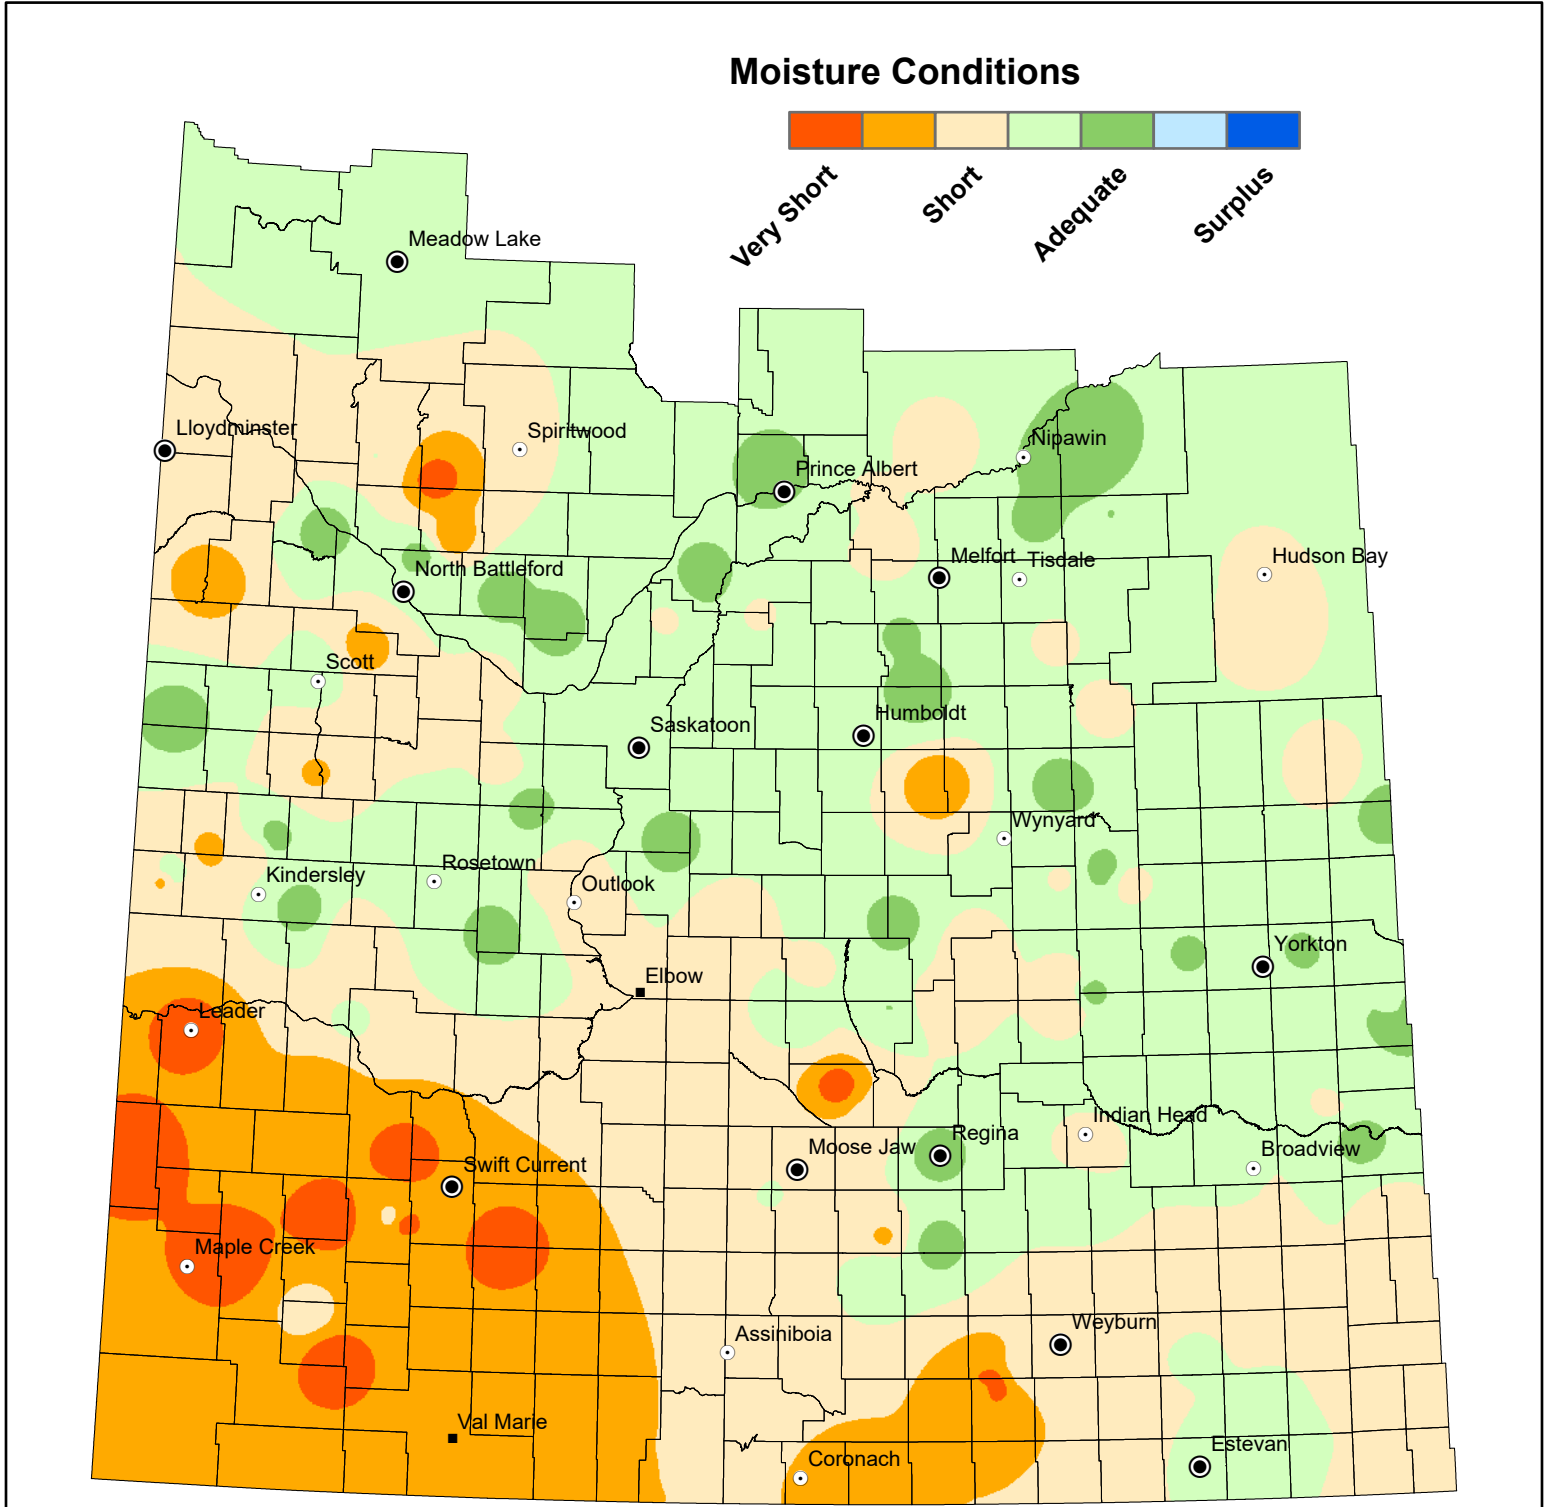 Moisture Conditions
Very Short
Short
Adequate
Surplus
Meadow Lake
Lloydminster
Spiritwood
Nipawin
Prince Albert
Hudson Bay
Melfort
Tisdale
North Battleford
Scott
Saskatoon
Humboldt
Wynyard
Rosetown
Kindersley
Outlook
Yorkton
Elbow
Leader
Indian Head
Regina
Moose Jaw
Broadview
Swift Current
Maple Creek
Weyburn
Assiniboia
Val Marie
Estevan
Coronach